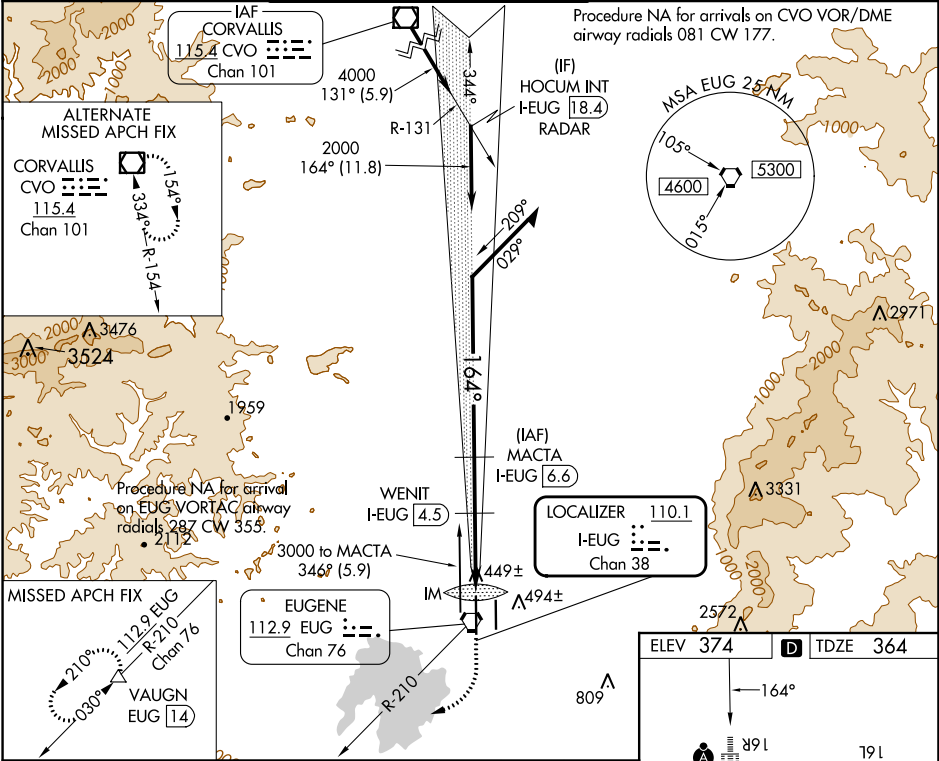 IAF
CORVALLIS
115.4 CVO
Chan 101
Procedure NA for arrivals on CVO VOR/DME
airway radials 081 CW 177.
2000
2000
4000
131° (5.9)
R-131
344°
(IF)
HOCUM INT
I-EUG 18.4
RADAR
2000
164° (11.8)
MSA EUG 25 NM
105°
4600
5300
015°
1000
ALTERNATE
MISSED APCH FIX
CORVALLIS
CVO
115.4
Chan 101
154°
334°
R-154
209°
029°
164°
2000
3476
3000
3524
1959
2971
2000
1000
3331
1000
2000
2572
Procedure NA for arrival
on EUG VORTAC airway
radials 287 CW 355.
2112
(IAF)
MACTA
I-EUG 6.6
WENIT
I-EUG 4.5
3000 to MACTA
346° (5.9)
LOCALIZER 110.1
I-EUG
Chan 38
449±
IM
494±
EUGENE
112.9 EUG
Chan 76
R-210
809
MISSED APCH FIX
112.9 EUG
R-210
Chan 76
210°
030°
VAUGN
EUG 14
ELEV 374
D
TDZE 364
164°
A
16R
16L